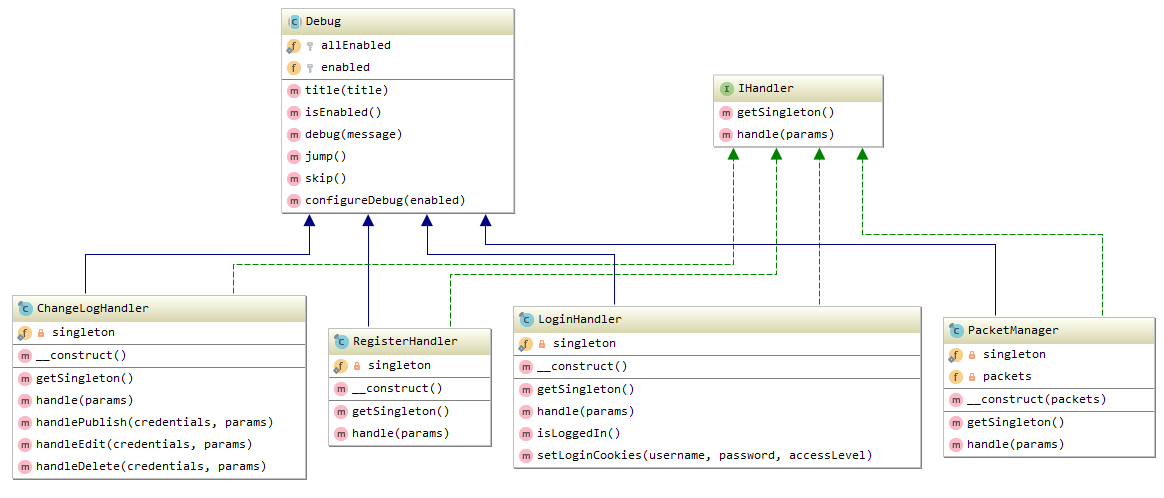 Debug
allEnabled
enabled
title(title)
isEnabled()
debug(message)
jump()
skip()
configureDebug(enabled)
IHandler
getSingleton()
handle(params)
ChangeLogHandler
singleton
__construct()
getSingleton()
handle(params)
handlePublish(credentials, params)
handleEdit(credentials, params)
handleDelete(credentials, params)
RegisterHandler
singleton
__construct()
getSingleton()
handle(params)
LoginHandler
singleton
__construct()
getSingleton()
handle(params)
isLoggedIn()
setLoginCookies(username, password, accessLevel)
PacketManager
singleton
packets
__construct(packets)
getSingleton()
handle(params)